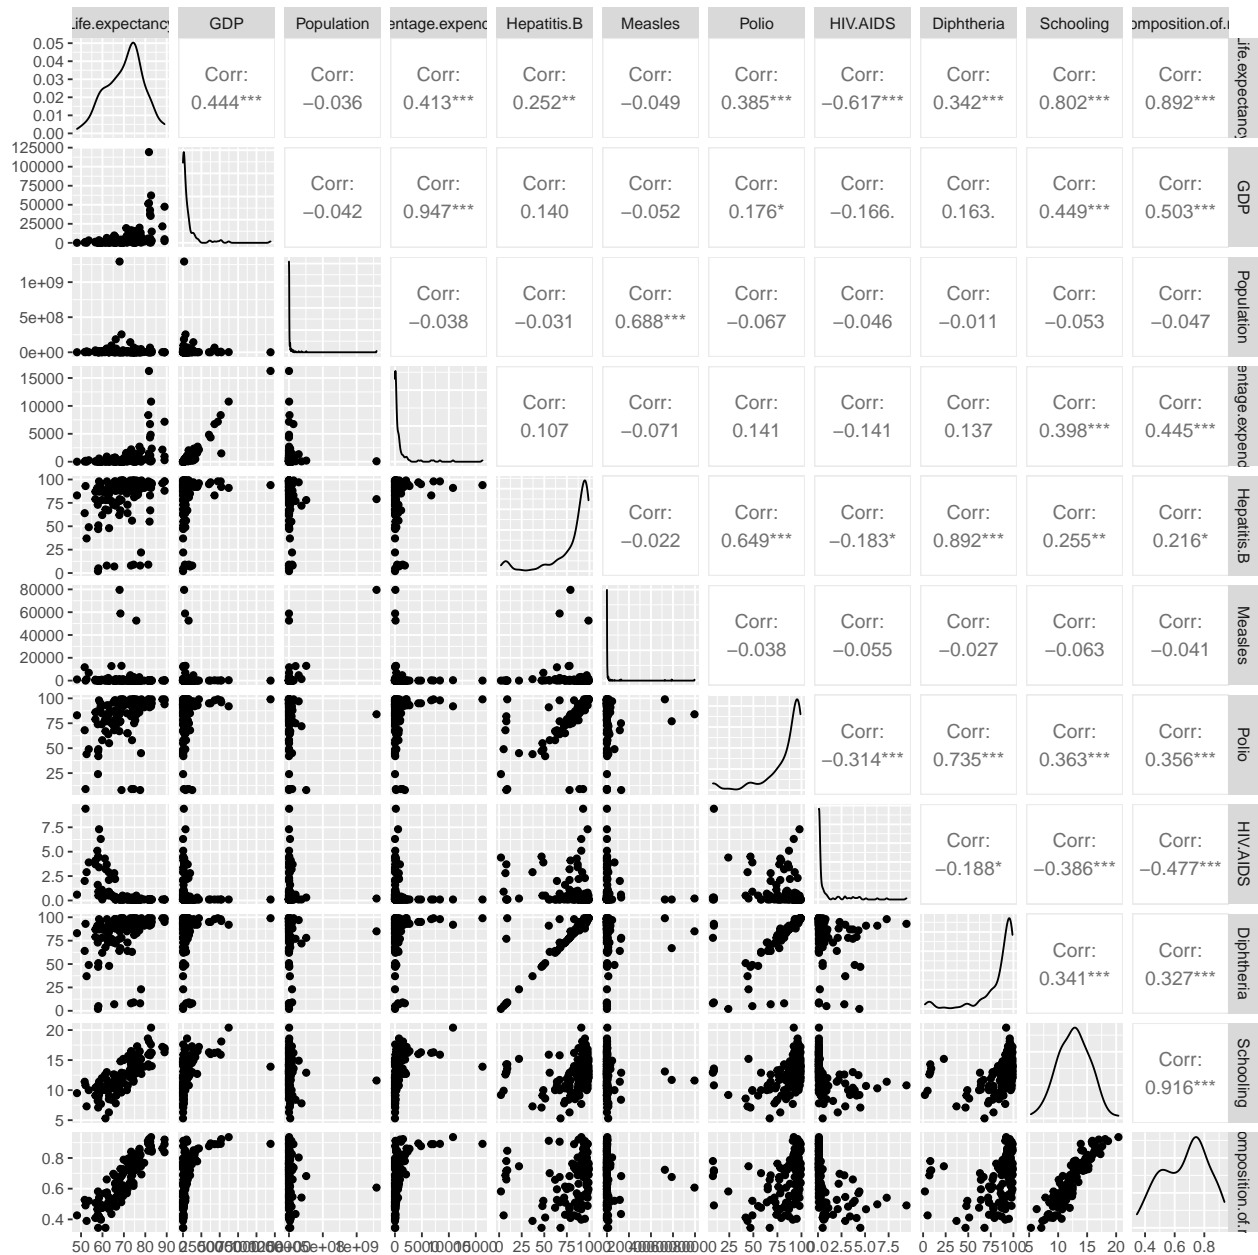 Life.expectancy GDP Population entage.expend Hepatitis.B Measles Polio HIV.AIDS Diphtheria Schooling omposition.of.r
0.05
0.04
0.03
0.02
0.01
0.00
Corr: Corr: Corr: Corr: Corr: Corr: Corr: Corr: Corr: Corr:
0.444*** −0.036 0.413*** 0.252** −0.049 0.385*** −0.617*** 0.342*** 0.802*** 0.892***
Life.expectancy
125000
100000
75000
50000
25000
0
Corr: Corr: Corr: Corr: Corr: Corr: Corr: Corr: Corr:
−0.042 0.947*** 0.140 −0.052 0.176* −0.166. 0.163. 0.449*** 0.503***
GDP
1e+09
5e+08
0e+00
Corr: Corr: Corr: Corr: Corr: Corr: Corr: Corr:
−0.038 −0.031 0.688*** −0.067 −0.046 −0.011 −0.053 −0.047
Population
15000
10000
5000
0
Corr: Corr: Corr: Corr: Corr: Corr: Corr:
0.107 −0.071 0.141 −0.141 0.137 0.398*** 0.445***
entage.expend
100
75
50
25
0
Corr: Corr: Corr: Corr: Corr: Corr:
−0.022 0.649*** −0.183* 0.892*** 0.255** 0.216*
Hepatitis.B
80000
60000
40000
20000
0
Corr: Corr: Corr: Corr: Corr:
−0.038 −0.055 −0.027 −0.063 −0.041
Measles
100
75
50
25
Corr: Corr: Corr: Corr:
−0.314*** 0.735*** 0.363*** 0.356***
Polio
7.5
5.0
2.5
0.0
Corr: Corr: Corr:
−0.188* −0.386*** −0.477***
HIV.AIDS
100
75
50
25
0
Corr: Corr:
0.341*** 0.327***
Diphtheria
20
15
10
5
Corr:
0.916***
Schooling
0.8
0.6
0.4
omposition.of.r
50 60 70 80 90 0 5000 10000 15000 0 25 50 75 100 25 50 75 100 0.0 2.5 5.0 7.5 0 25 50 75 100 5 10 15 20 0.4 0.6 0.8